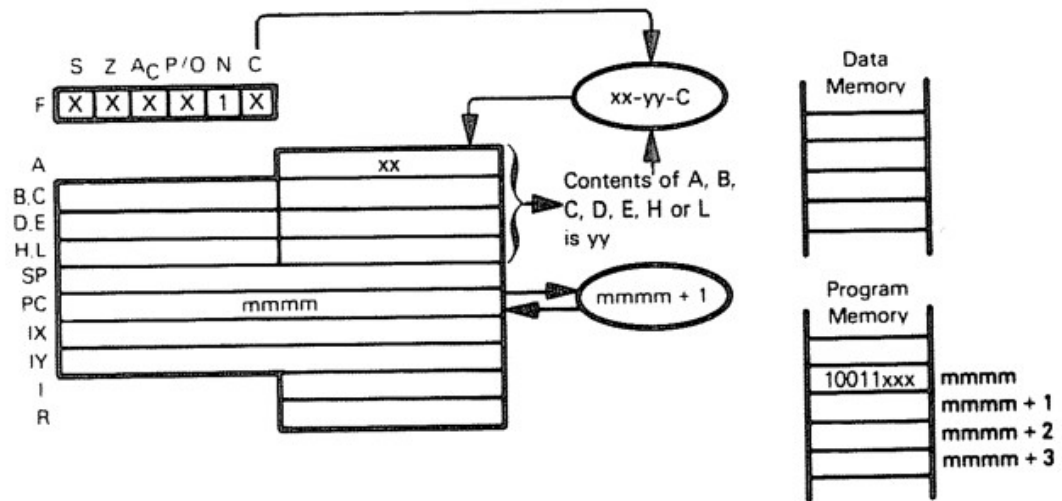 S Z AC P/O N C
F X X X X 1 X
xx-yy-C
Data
Memory
A xx
B,C
D,E
H,L
SP
PC mmmm
IX
IY
I
R
Contents of A, B,
C, D, E, H or L
is yy
mmmm + 1
Program
Memory
10011xxx mmmm
mmmm + 1
mmmm + 2
mmmm + 3